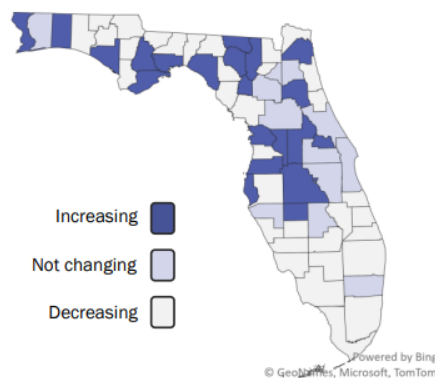 Increasing
Not changing
Decreasing
Powered by Bing
© GeoNames, Microsoft, TomTom